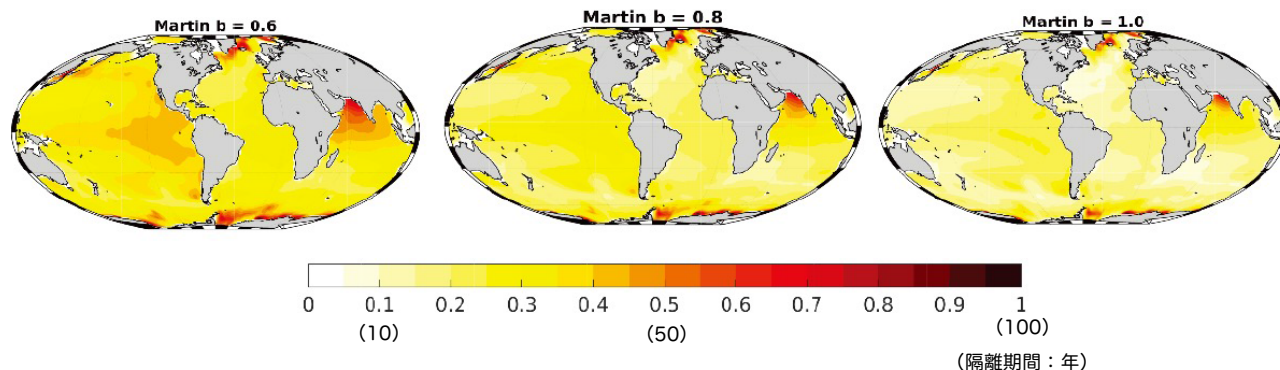 Martin b = 0.6
Martin b = 0.8
Martin b = 1.0
0 0.1 0.2 0.3 0.4 0.5 0.6 0.7 0.8 0.9 1
(10) (50) (100)
(隔離期間：年)